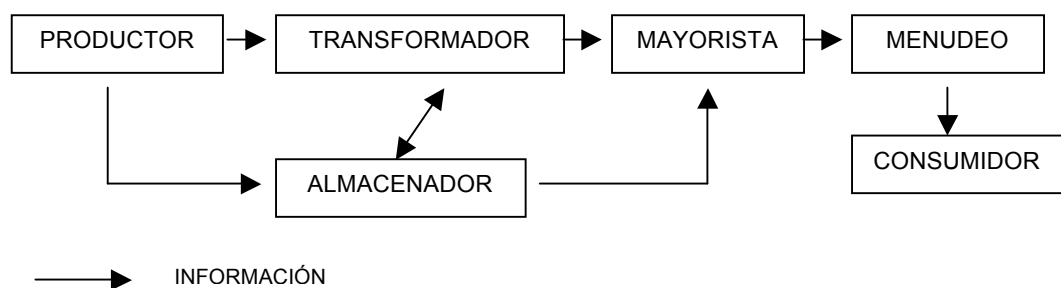 PRODUCTOR
TRANSFORMADOR
MAYORISTA
MENUDEO
ALMACENADOR
CONSUMIDOR
INFORMACIÓN